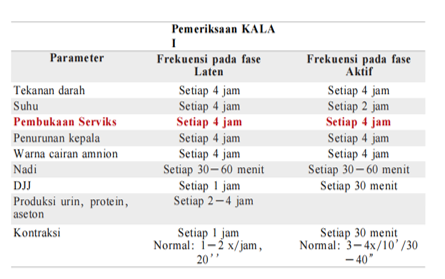 Pemeriksaan KALA
I
Parameter Frekuensi pada fase Laten Frekuensi pada fase Aktif
Tekanan darah Setiap 4 jam Setiap 4 jam
Suhu Setiap 4 jam Setiap 2 jam
Pembukaan Serviks Setiap 4 jam Setiap 4 jam
Penurunan kepala Setiap 4 jam Setiap 4 jam
Warna cairan amnion Setiap 4 jam Setiap 4 jam
Nadi Setiap 30–60 menit Setiap 30–60 menit
DJJ Setiap 1 jam Setiap 30 menit
Produksi urin, protein, aseton Setiap 2–4 jam
Kontraksi Setiap 1 jam Setiap 30 menit
Normal: 1–2 x/jam, Normal: 3–4x/10'/30
20'' –40"